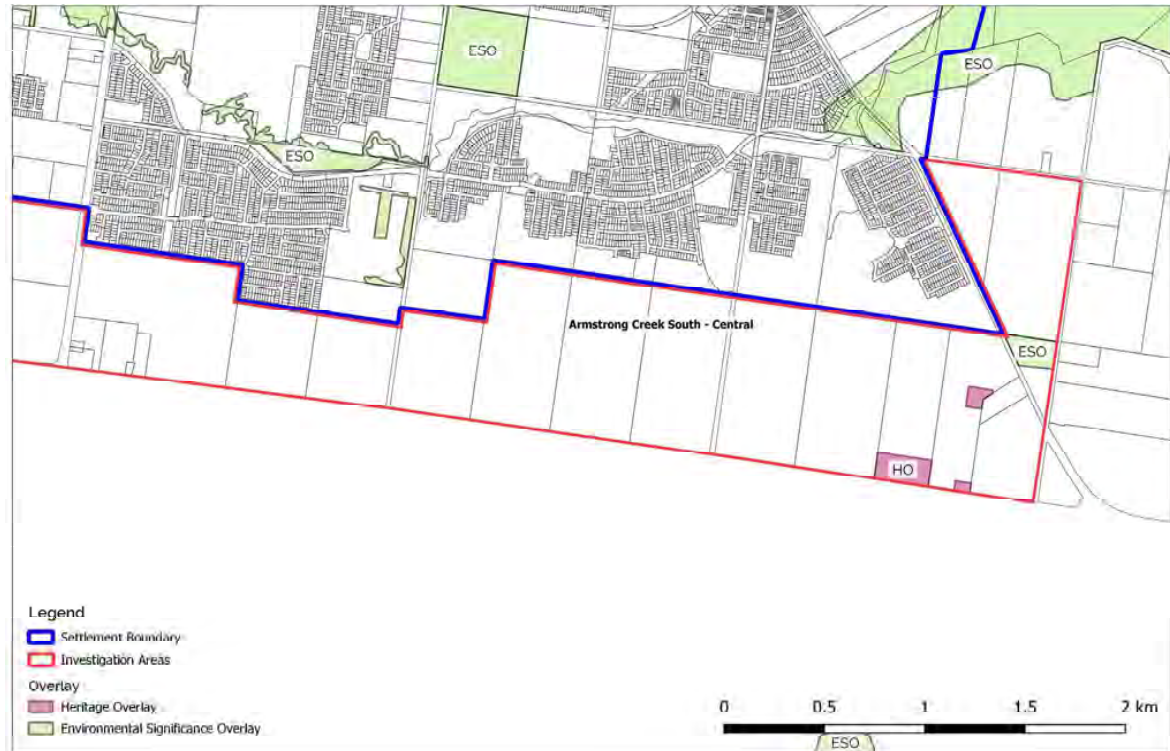 ESO
ESO
ESO
Armstrong Creek South - Central
ESO
HO
Legend
Settlement Boundary
Investigation Areas
Overlay
Heritage Overlay
Environmental Significance Overlay
0 0.5 1 1.5 2 km
ESO